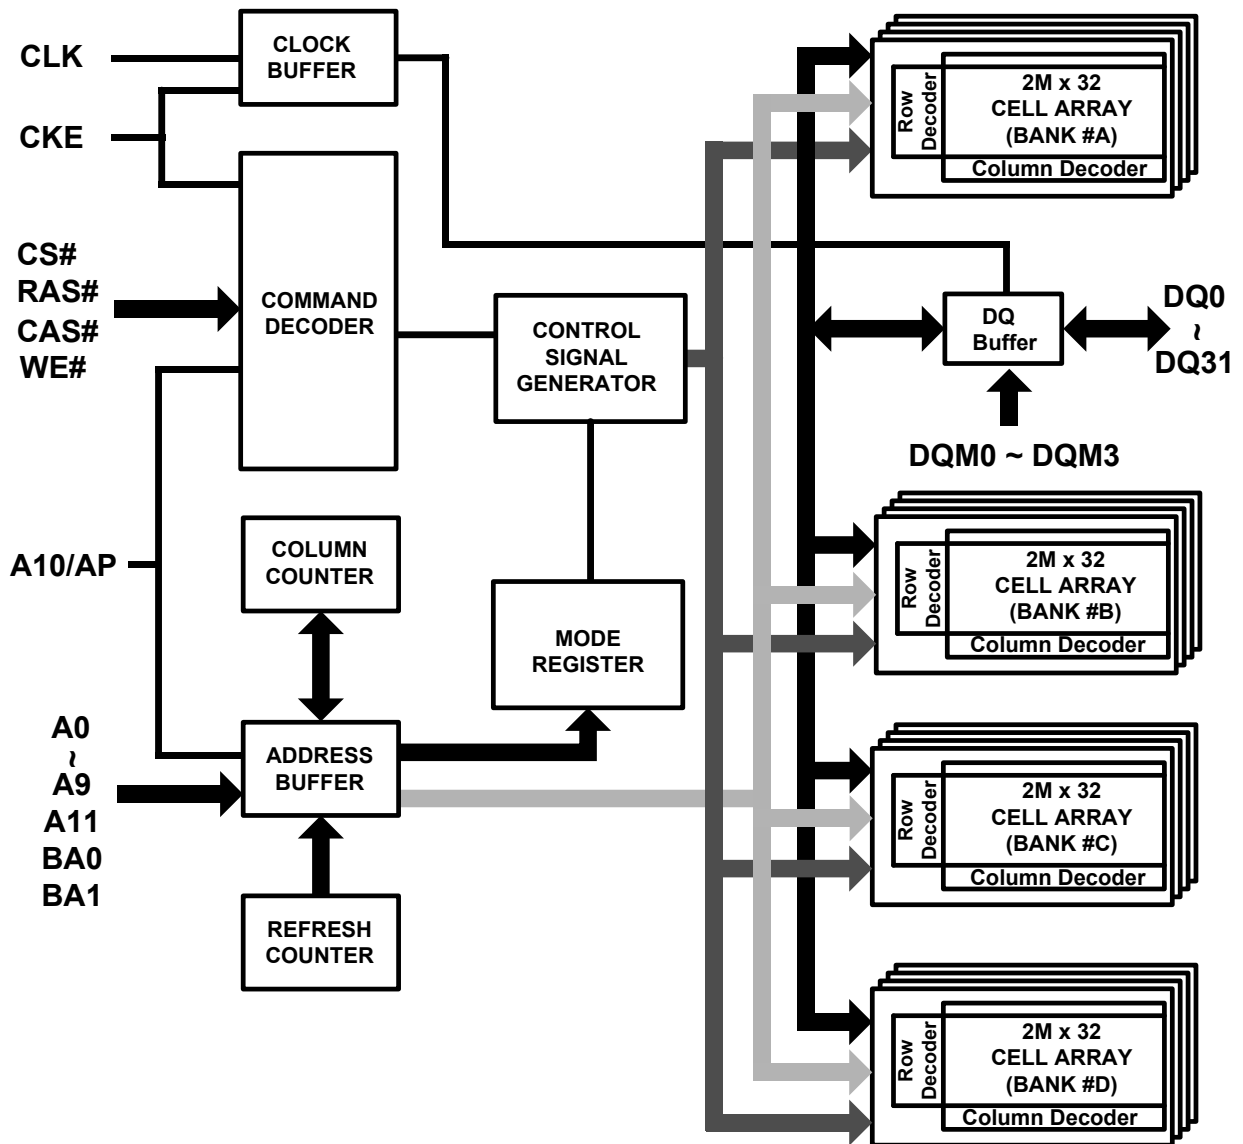 CLK
CKE
CLOCK
BUFFER
CS#
RAS#
CAS#
WE#
COMMAND
DECODER
CONTROL
SIGNAL
GENERATOR
A10/AP
COLUMN
COUNTER
MODE
REGISTER
A0
~
A9
A11
BA0
BA1
ADDRESS
BUFFER
REFRESH
COUNTER
Row
Decoder
2M x 32
CELL ARRAY
(BANK #A)
Column Decoder
DQ
Buffer
DQ0
~
DQ31
DQM0 ~ DQM3
Row
Decoder
2M x 32
CELL ARRAY
(BANK #B)
Column Decoder
Row
Decoder
2M x 32
CELL ARRAY
(BANK #C)
Column Decoder
Row
Decoder
2M x 32
CELL ARRAY
(BANK #D)
Column Decoder